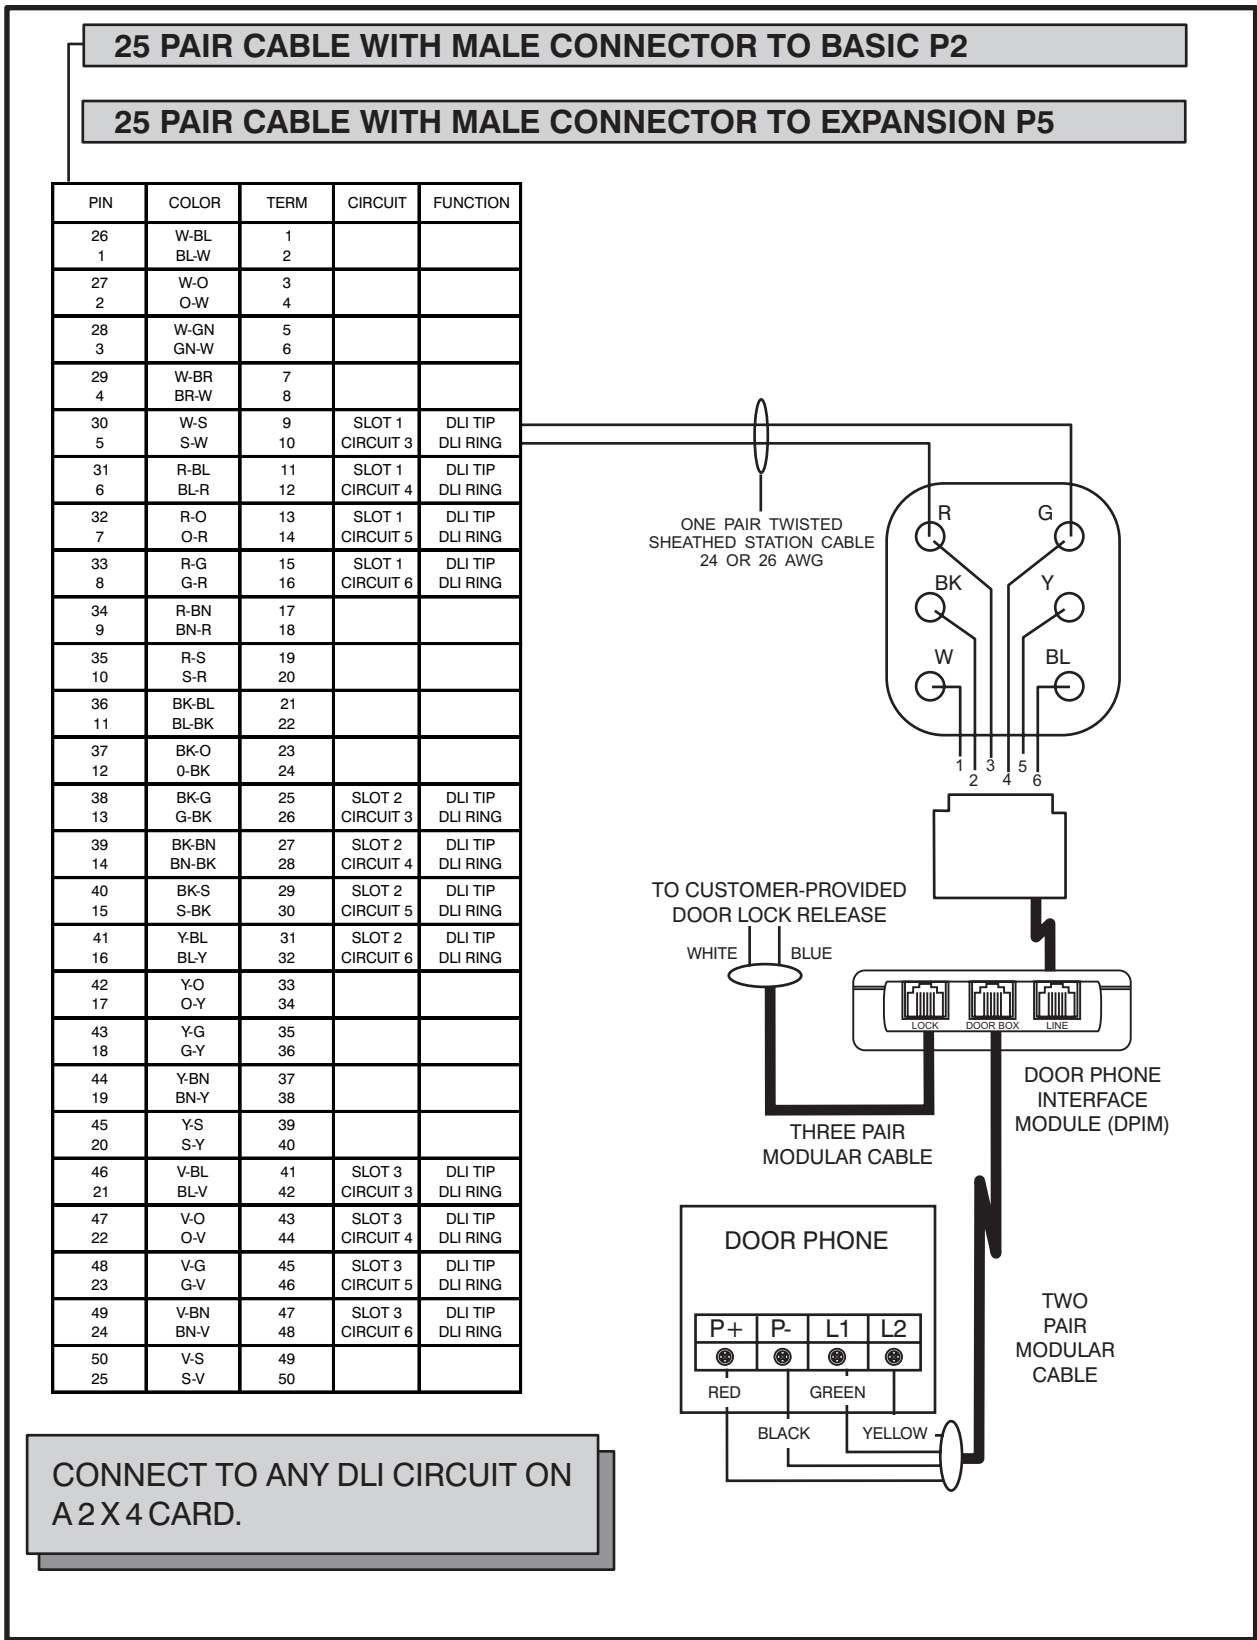 25 PAIR CABLE WITH MALE CONNECTOR TO BASIC P2
25 PAIR CABLE WITH MALE CONNECTOR TO EXPANSION P5
PIN COLOR TERM CIRCUIT FUNCTION
26 W-BL 1
1 BL-W 2
27 W-O 3
2 O-W 4
28 W-GN 5
3 GN-W 6
29 W-BR 7
4 BR-W 8
30 W-S 9 SLOT 1 DLI TIP
5 S-W 10 CIRCUIT 3 DLI RING
31 R-BL 11 SLOT 1 DLI TIP
6 BL-R 12 CIRCUIT 4 DLI RING
32 R-O 13 SLOT 1 DLI TIP
7 O-R 14 CIRCUIT 5 DLI RING
33 R-G 15 SLOT 1 DLI TIP
8 G-R 16 CIRCUIT 6 DLI RING
34 R-BN 17
9 BN-R 18
35 R-S 19
10 S-R 20
36 BK-BL 21
11 BL-BK 22
37 BK-O 23
12 0-BK 24
38 BK-G 25 SLOT 2 DLI TIP
13 G-BK 26 CIRCUIT 3 DLI RING
39 BK-BN 27 SLOT 2 DLI TIP
14 BN-BK 28 CIRCUIT 4 DLI RING
40 BK-S 29 SLOT 2 DLI TIP
15 S-BK 30 CIRCUIT 5 DLI RING
41 Y-BL 31 SLOT 2 DLI TIP
16 BL-Y 32 CIRCUIT 6 DLI RING
42 Y-O 33
17 O-Y 34
43 Y-G 35
18 G-Y 36
44 Y-BN 37
19 BN-Y 38
45 Y-S 39
20 S-Y 40
46 V-BL 41 SLOT 3 DLI TIP
21 BL-V 42 CIRCUIT 3 DLI RING
47 V-O 43 SLOT 3 DLI TIP
22 O-V 44 CIRCUIT 4 DLI RING
48 V-G 45 SLOT 3 DLI TIP
23 G-V 46 CIRCUIT 5 DLI RING
49 V-BN 47 SLOT 3 DLI TIP
24 BN-V 48 CIRCUIT 6 DLI RING
50 V-S 49
25 S-V 50
ONE PAIR TWISTED
SHEATHED STATION CABLE
24 OR 26 AWG
R G
BK Y
W BL
1 2 3 4 5 6
TO CUSTOMER-PROVIDED
DOOR LOCK RELEASE
WHITE BLUE
LOCK DOOR BOX LINE
DOOR PHONE
INTERFACE
MODULE (DPIM)
THREE PAIR
MODULAR CABLE
DOOR PHONE
P+ P- L1 L2
RED GREEN
BLACK YELLOW
TWO
PAIR
MODULAR
CABLE
CONNECT TO ANY DLI CIRCUIT ON
A 2 X 4 CARD.